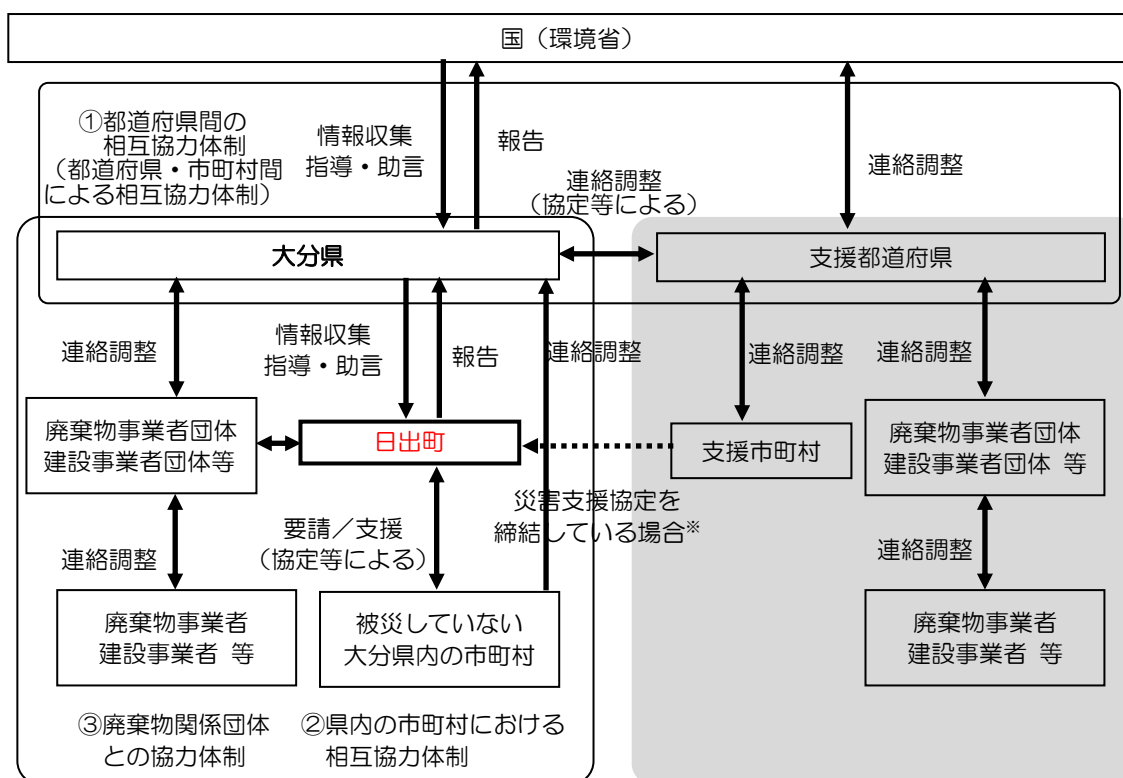 国（環境省）
①都道府県間の
相互協力体制
（都道府県・市町村間
による相互協力体制）
情報収集
指導・助言
報告
連絡調整
（協定等による）
連絡調整
大分県
支援都道府県
連絡調整
情報収集
指導・助言
報告
連絡調整
連絡調整
連絡調整
廃棄物事業者団体
建設事業者団体等
日出町
支援市町村
廃棄物事業者団体
建設事業者団体 等
災害支援協定を
締結している場合※
連絡調整
要請／支援
（協定等による）
連絡調整
廃棄物事業者
建設事業者 等
被災していない
大分県内の市町村
廃棄物事業者
建設事業者 等
③廃棄物関係団体
との協力体制
②県内の市町村における
相互協力体制